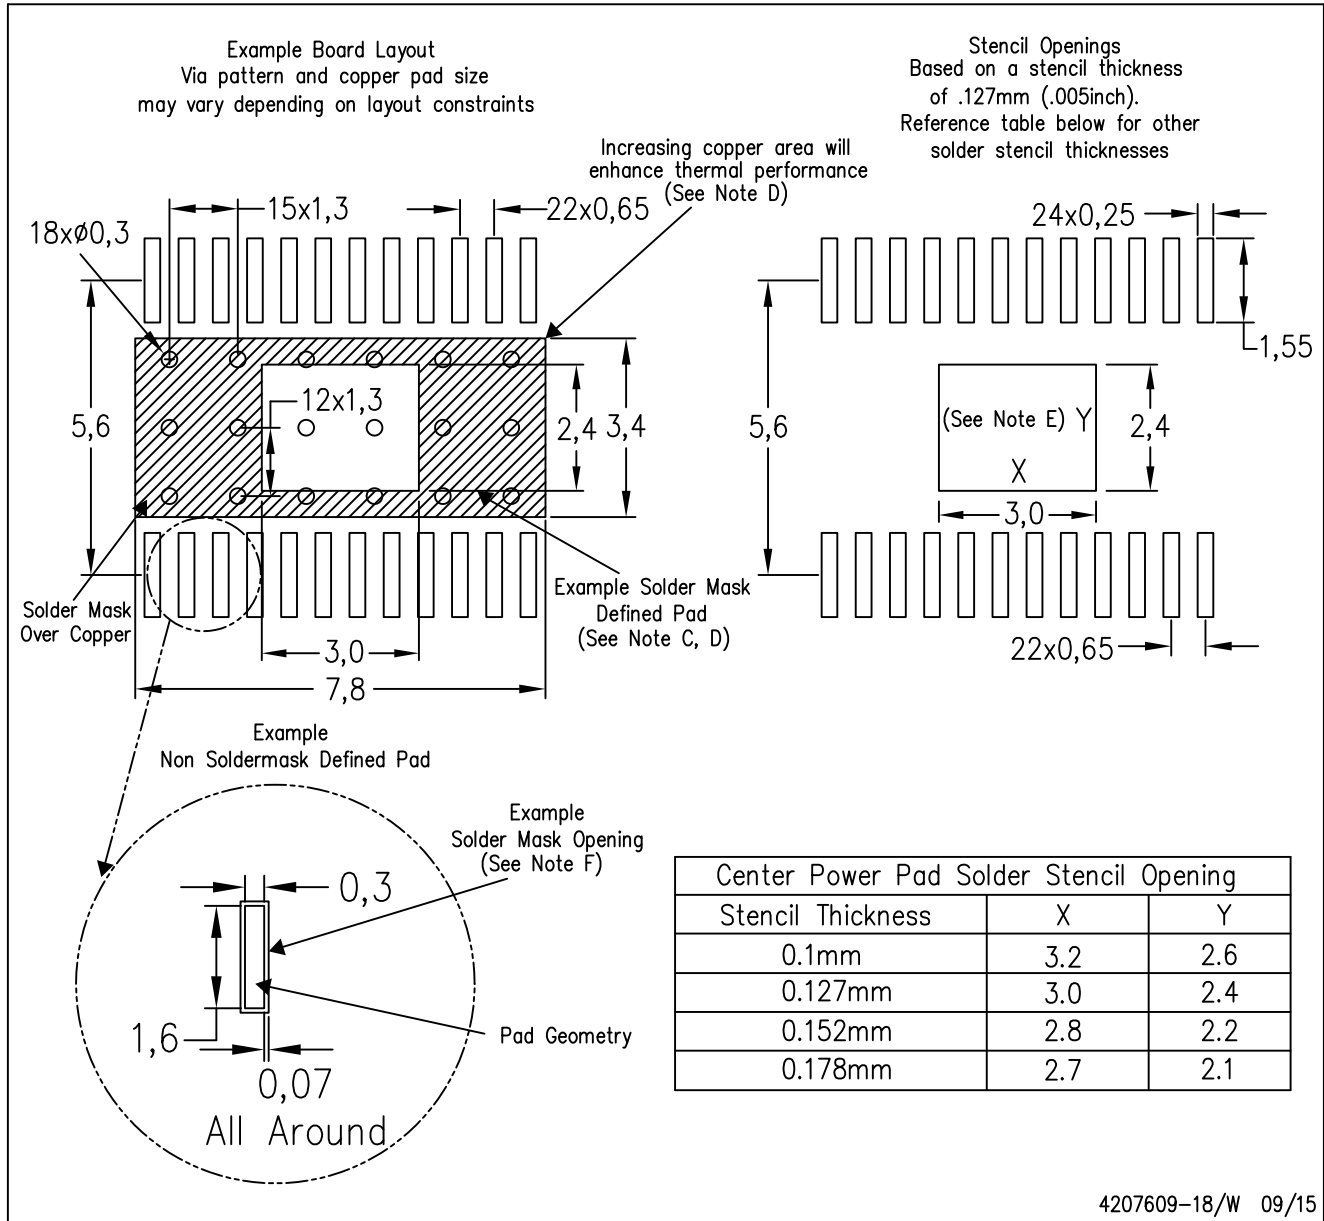 Example Board Layout
Via pattern and copper pad size
may vary depending on layout constraints
Stencil Openings
Based on a stencil thickness
of .127mm (.005inch).
Reference table below for other
solder stencil thicknesses
Increasing copper area will
enhance thermal performance
(See Note D)
18xø0,3
15x1,3
22x0,65
24x0,25
1,55
5,6
12x1,3
2,4
3,4
5,6
(See Note E) Y
X
2,4
3,0
Solder Mask
Over Copper
Example Solder Mask
Defined Pad
(See Note C, D)
3,0
7,8
22x0,65
Example
Non Soldermask Defined Pad
Example
Solder Mask Opening
(See Note F)
0,3
1,6
Pad Geometry
0,07
All Around
Center Power Pad Solder Stencil Opening
Stencil Thickness X Y
0.1mm 3.2 2.6
0.127mm 3.0 2.4
0.152mm 2.8 2.2
0.178mm 2.7 2.1
4207609-18/W 09/15